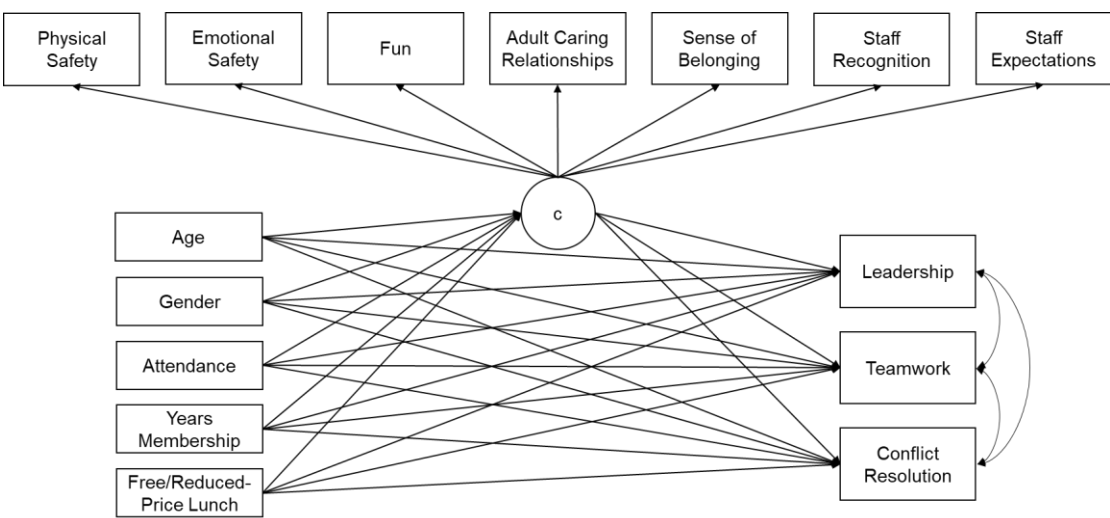 Physical
Safety
Emotional
Safety
Fun
Adult Caring
Relationships
Sense of
Belonging
Staff
Recognition
Staff
Expectations
c
Age
Gender
Attendance
Years
Membership
Free/Reduced-
Price Lunch
Leadership
Teamwork
Conflict
Resolution